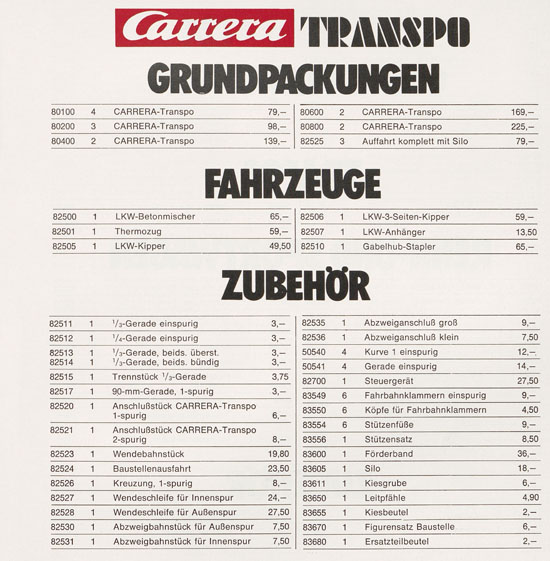 Carrera TRANSPO
GRUNDPACKUNGEN
80100 4 CARRERA-Transpo 79,—
80200 3 CARRERA-Transpo 98,—
80400 2 CARRERA-Transpo 139,—
80600 2 CARRERA-Transpo 169,—
80800 2 CARRERA-Transpo 225,—
82525 3 Auffahrt komplett mit Silo 79,—
FAHRZEUGE
82500 1 LKW-Betonmischer 65,—
82501 1 Thermozug 59,—
82505 1 LKW-Kipper 49,50
82506 1 LKW-3-Seiten-Kipper 59,—
82507 1 LKW-Anhänger 13,50
82510 1 Gabelhub-Stapler 65,—
ZUBEHÖR
82511 1 1/3-Gerade einspurig 3,—
82512 1 1/4-Gerade einspurig 3,—
82513 1 1/3-Gerade, beids. überst.
82514 1 1/3-Gerade, beids. bündig 3,—
82515 1 Trennstück 1/3-Gerade 3,75
82517 1 90-mm-Gerade, 1-spurig 3,—
82520 1 Anschlußstück CARRERA-Transpo
1-spurig 6,—
82521 1 Anschlußstück CARRERA-Transpo
2-spurig 8,—
82523 1 Wendebahnstück 19,80
82524 1 Baustellenausfahrt 23,50
82526 1 Kreuzung, 1-spurig 8,—
82527 1 Wendeschleife für Innenspur 24,—
82528 1 Wendeschleife für Außenspur 27,50
82530 1 Abzweigbahnstück für Außenspur 7,50
82531 1 Abzweigbahnstück für Innenspur 7,50
82535 1 Abzweiganschluß groß 9,—
82536 1 Abzweiganschluß klein 7,50
50540 4 Kurve 1 einspurig 12,—
50541 4 Gerade einspurig 14,—
82700 1 Steuergerät 27,50
83549 6 Fahrbahnklammern einspurig 9,—
83550 6 Köpfe für Fahrbahnklammern 4,50
83554 6 Stützenfüße 9,—
83556 1 Stützensatz 8,50
83600 1 Förderband 36,—
83605 1 Silo 18,—
83611 1 Kiesgrube 6,—
83650 1 Leitpfähle 4,90
83655 1 Kiesbeutel 2,—
83670 1 Figurensatz Baustelle 6,—
83680 1 Ersatzteilbeutel 2,—